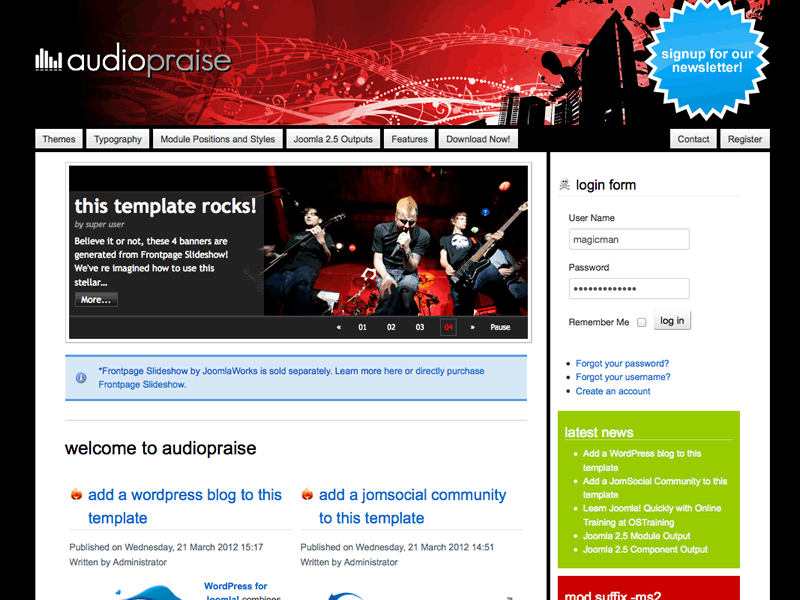 audiopraise
signup for our
newsletter!
Themes
Typography
Module Positions and Styles
Joomla 2.5 Outputs
Features
Download Now!
Contact
Register
this template rocks!
by super user
Believe it or not, these 4 banners are
generated from Frontpage Slideshow!
We've re imagined how to use this
stellar...
More...
« 01 02 03 04 » Pause
*Frontpage Slideshow by JoomlaWorks is sold separately. Learn more here or directly purchase
Frontpage Slideshow.
welcome to audiopraise
add a wordpress blog to this
template
Published on Wednesday, 21 March 2012 15:17
Written by Administrator
WordPress for
Joomla! combines
add a jomsocial community
to this template
Published on Wednesday, 21 March 2012 14:51
Written by Administrator
login form
User Name
magicman
Password
•••••••••••••
Remember Me
log in
Forgot your password?
Forgot your username?
Create an account
latest news
Add a WordPress blog to this
template
Add a JomSocial Community to this
template
Learn Joomla! Quickly with Online
Training at OSTraining
Joomla 2.5 Module Output
Joomla 2.5 Component Output
mod suffix -ms2